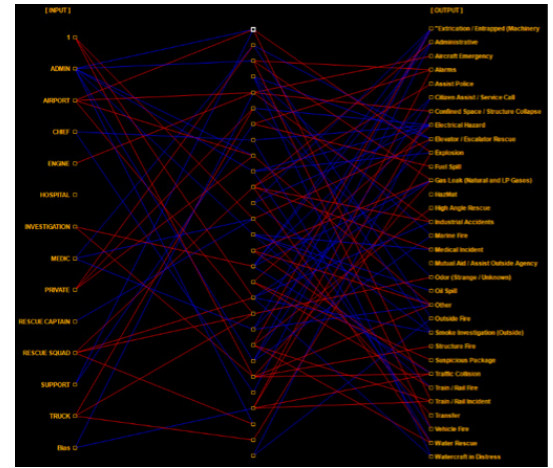 [ INPUT ]
1
ADMIN
AIRPORT
CHIEF
ENGINE
HOSPITAL
INVESTIGATION
MEDIC
PRIVATE
RESCUE CAPTAIN
RESCUE SQUAD
SUPPORT
TRUCK
Bias
[ OUTPUT ]
"Extrication / Entrapped (Machinery
Administrative
Aircraft Emergency
Alarms
Assist Police
Citizen Assist / Service Call
Confined Space / Structure Collapse
Electrical Hazard
Elevator / Escalator Rescue
Explosion
Fuel Spill
Gas Leak (Natural and LP Gases)
HazMat
High Angle Rescue
Industrial Accidents
Marine Fire
Medical Incident
Mutual Aid / Assist Outside Agency
Odor (Strange / Unknown)
Oil Spill
Other
Outside Fire
Smoke Investigation (Outside)
Structure Fire
Suspicious Package
Traffic Collision
Train / Rail Fire
Train / Rail Incident
Transfer
Vehicle Fire
Water Rescue
Watercraft in Distress